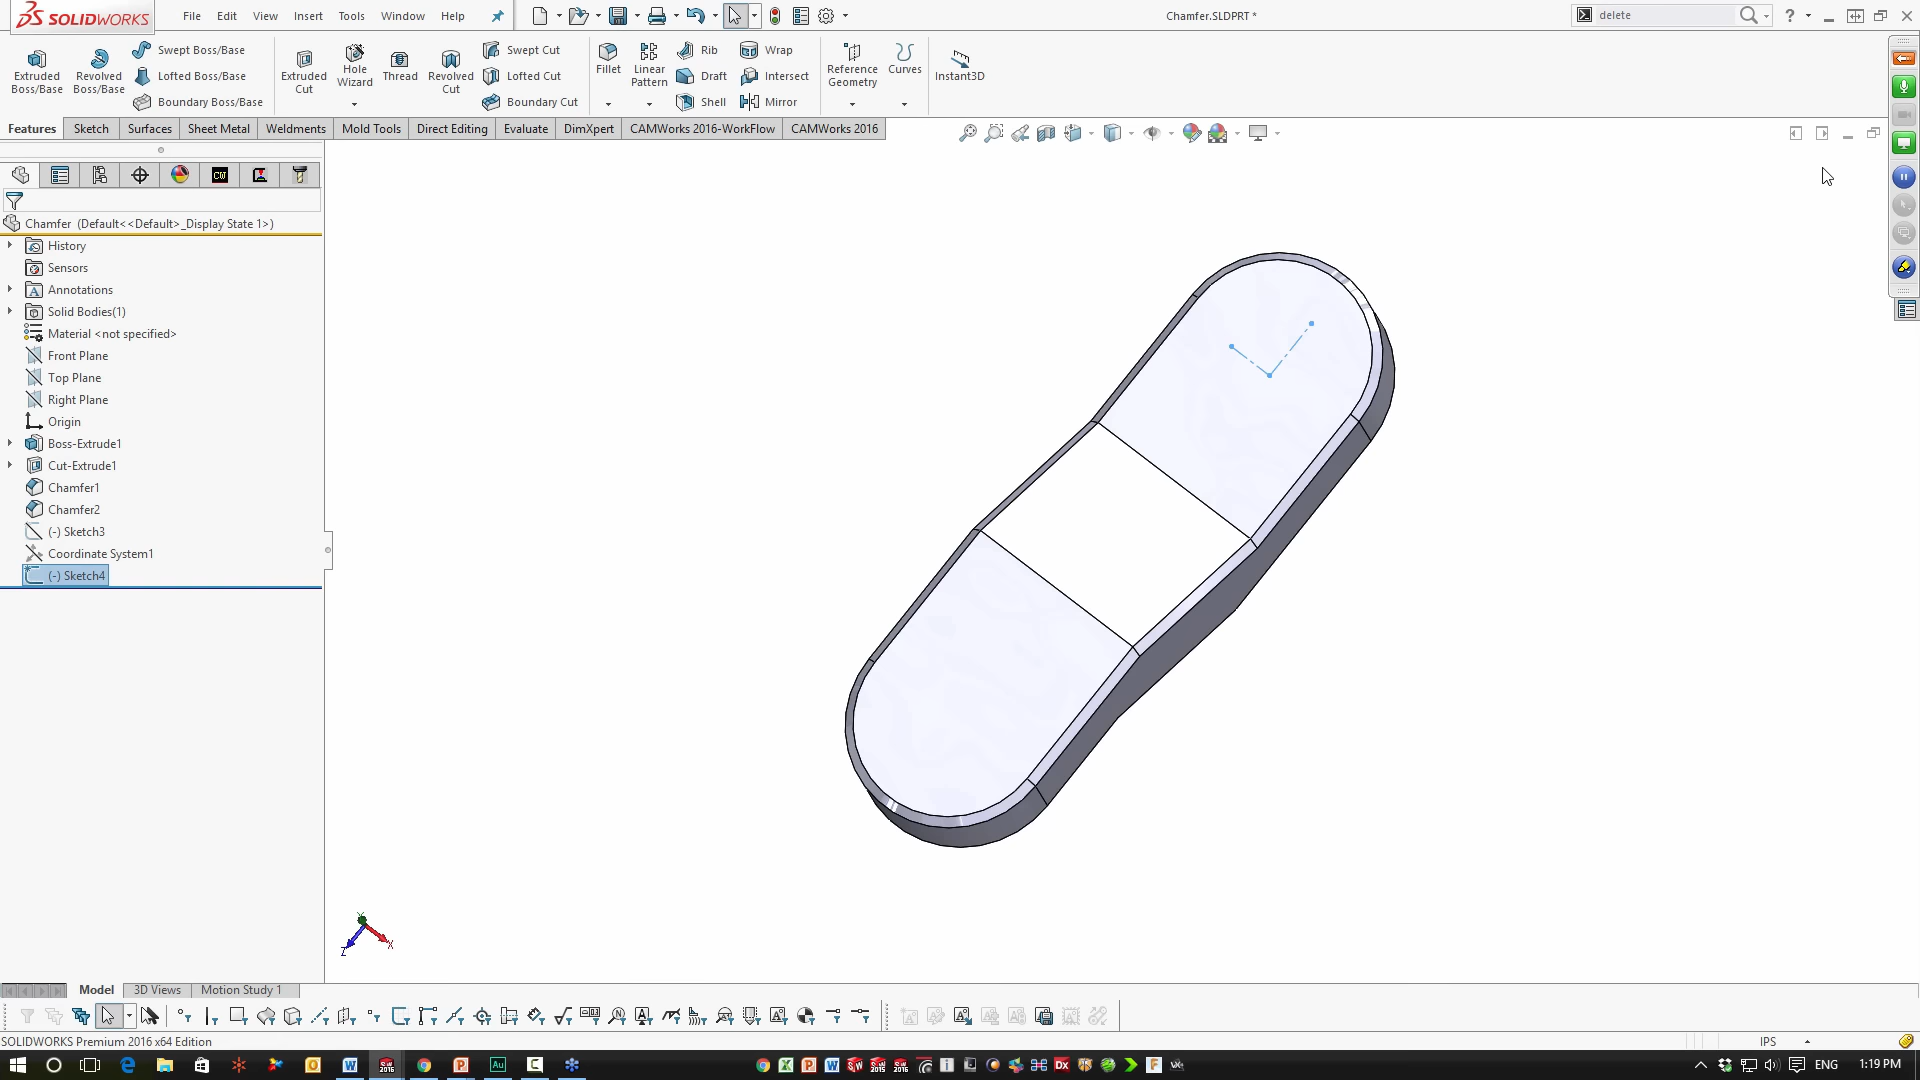 SOLIDWORKS
File Edit View Insert Tools Window Help
Chamfer.SLDPRT *
delete
Extruded Boss/Base
Revolved Boss/Base
Swept Boss/Base
Lofted Boss/Base
Boundary Boss/Base
Extruded Cut
Hole Wizard
Thread
Revolved Cut
Swept Cut
Lofted Cut
Boundary Cut
Fillet
Linear Pattern
Rib
Draft
Shell
Wrap
Intersect
Mirror
Reference Geometry
Curves
Instant3D
Features Sketch Surfaces Sheet Metal Weldments Mold Tools Direct Editing Evaluate DimXpert CAMWorks 2016-WorkFlow CAMWorks 2016
Chamfer (Default<<Default>_Display State 1>)
History
Sensors
Annotations
Solid Bodies(1)
Material <not specified>
Front Plane
Top Plane
Right Plane
Origin
Boss-Extrude1
Cut-Extrude1
Chamfer1
Chamfer2
(-) Sketch3
Coordinate System1
(-) Sketch4
Y
Z
X
Model 3D Views Motion Study 1
SOLIDWORKS Premium 2016 x64 Edition
IPS
ENG
1:19 PM